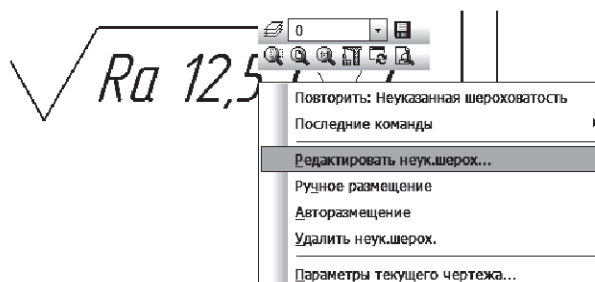 0
Ra 12,5
Повторить: Неуказанная шероховатость
Последние команды
Редактировать неук.шерох...
Ручное размещение
Авторазмещение
Удалить неук.шерох.
Параметры текущего чертежа...